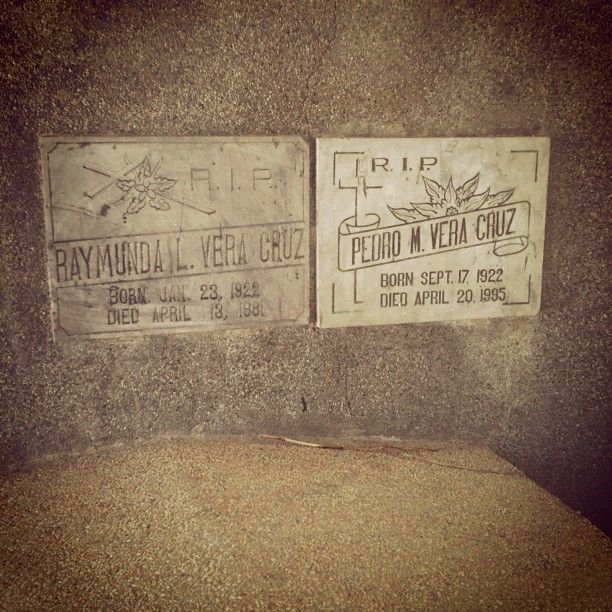 R.I.P.
RAYMUNDA L. VERA CRUZ
BORN JAN. 23, 1922
DIED APRIL 13, 1981
R.I.P.
PEDRO M. VERA CRUZ
BORN SEPT. 17, 1922
DIED APRIL 20, 1995